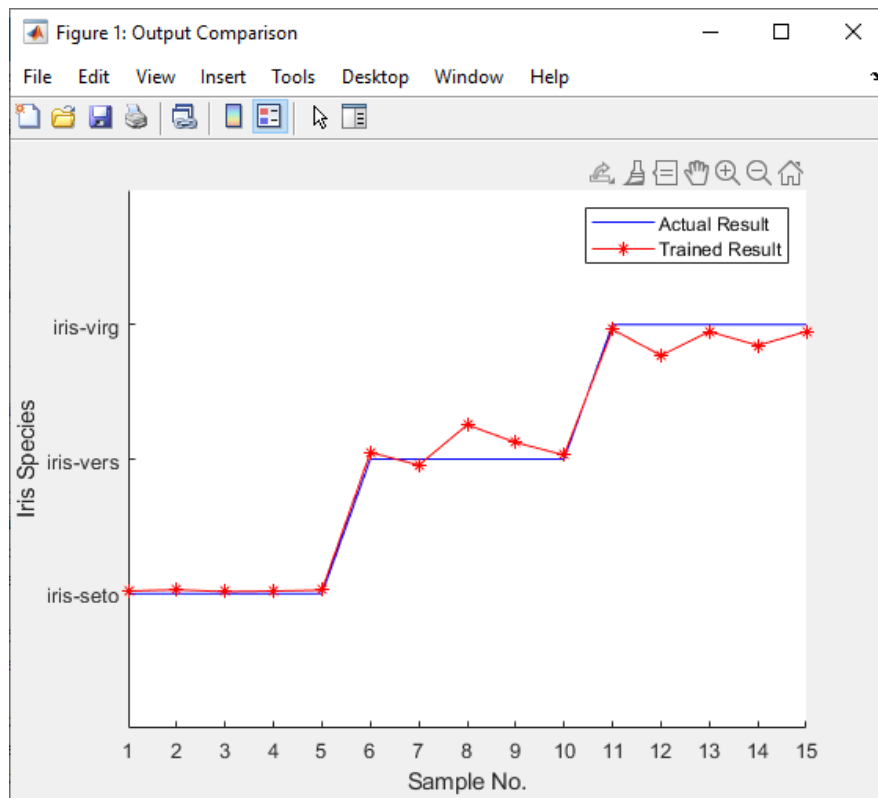 Figure 1: Output Comparison
File Edit View Insert Tools Desktop Window Help
Actual Result
Trained Result
iris-virg
iris-vers
iris-seto
Iris Species
1 2 3 4 5 6 7 8 9 10 11 12 13 14 15
Sample No.